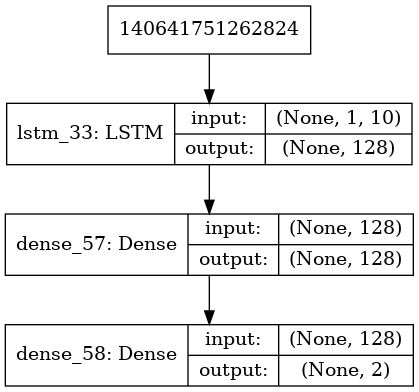 140641751262824
lstm_33: LSTM
input: (None, 1, 10)
output: (None, 128)
dense_57: Dense
input: (None, 128)
output: (None, 128)
dense_58: Dense
input: (None, 128)
output: (None, 2)